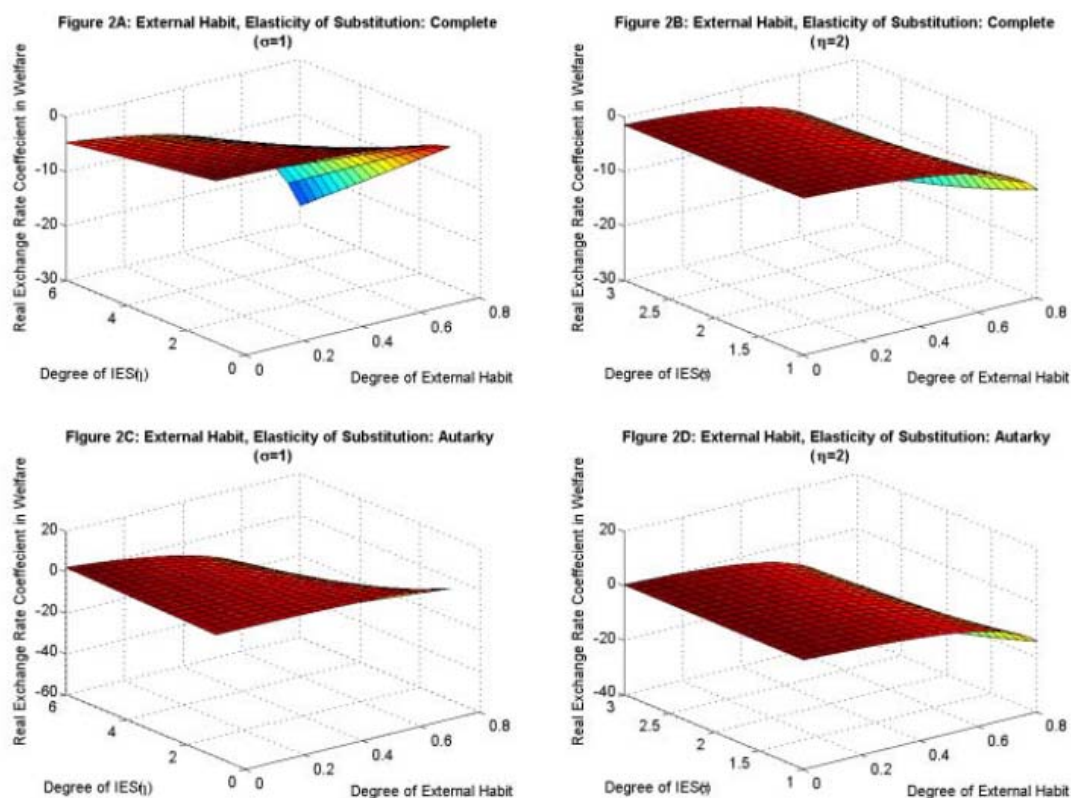 Figure 2A: External Habit, Elasticity of Substitution: Complete
(σ=1)
Real Exchange Rate Coeffecient in Welfare
0
-10
-20
-30
6
4
2
0
0
0.2
0.4
0.6
0.8
Degree of IES(η)
Degree of External Habit
Figure 2B: External Habit, Elasticity of Substitution: Complete
(η=2)
Real Exchange Rate Coeffecient in Welfare
0
-10
-20
-30
3
2.5
2
1.5
1
0
0.2
0.4
0.6
0.8
Degree of IES(σ)
Degree of External Habit
FIgure 2C: External Habit, Elasticity of Substitution: Autarky
(σ=1)
Real Exchange Rate Coeffecient in Welfare
20
0
-20
-40
-60
6
4
2
0
0
0.2
0.4
0.6
0.8
Degree of IES(η)
Degree of External Habit
FIgure 2D: External Habit, Elasticity of Substitution: Autarky
(η=2)
Real Exchange Rate Coeffecient in Welfare
20
0
-20
-40
3
2.5
2
1.5
1
0
0.2
0.4
0.6
0.8
Degree of IES(σ)
Degree of External Habit